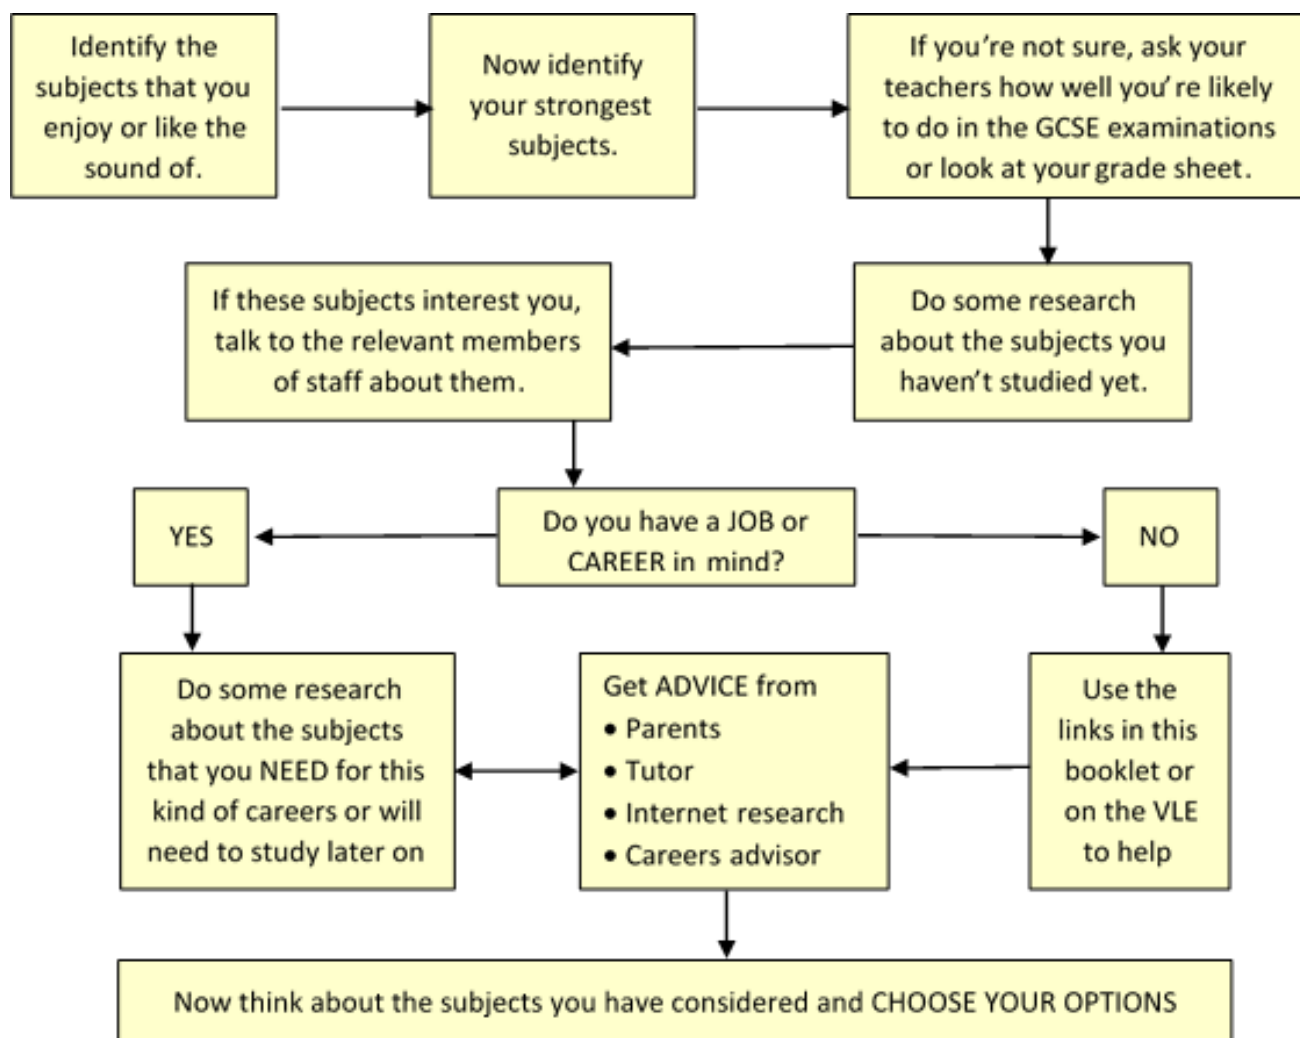 Identify the
subjects that you
enjoy or like the
sound of.
Now identify
your strongest
subjects.
If you're not sure, ask your
teachers how well you're likely
to do in the GCSE examinations
or look at your grade sheet.
Do some research
about the subjects you
haven't studied yet.
If these subjects interest you,
talk to the relevant members
of staff about them.
Do you have a JOB or
CAREER in mind?
YES
NO
Do some research
about the subjects
that you NEED for this
kind of careers or will
need to study later on
Get ADVICE from
• Parents
• Tutor
• Internet research
• Careers advisor
Use the
links in this
booklet or
on the VLE
to help
Now think about the subjects you have considered and CHOOSE YOUR OPTIONS